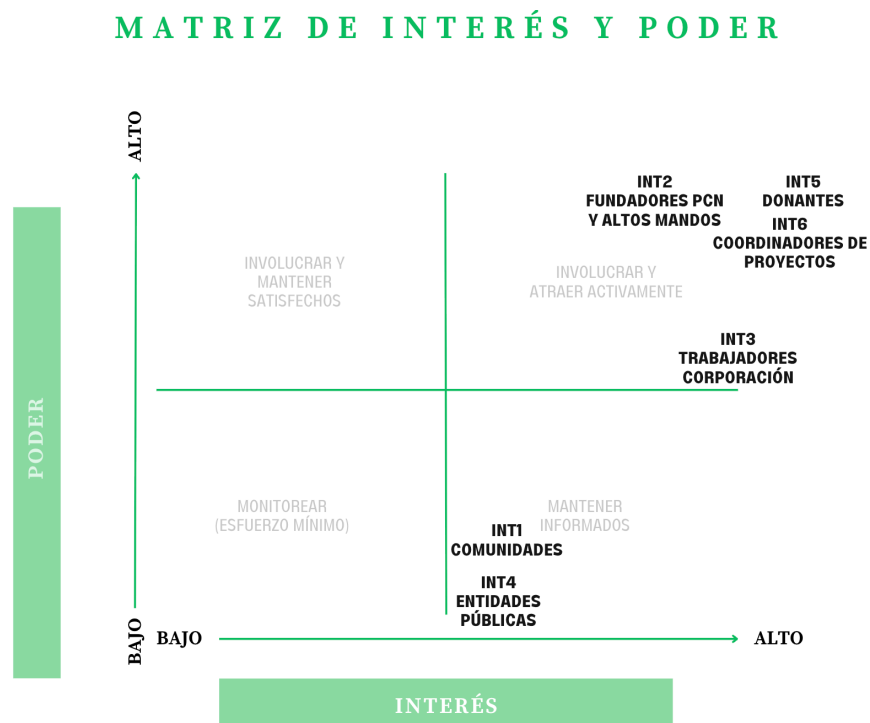 MATRIZ DE INTERÉS Y PODER
ALTO
INT2
FUNDADORES PCN
Y ALTOS MANDOS
INT5
DONANTES
INT6
COORDINADORES DE
PROYECTOS
INVOLUCRAR Y
MANTENER
SATISFECHOS
INVOLUCRAR Y
ATRAER ACTIVAMENTE
INT3
TRABAJADORES
CORPORACIÓN
PODER
MONITOREAR
(ESFUERZO MÍNIMO)
MANTENER
INFORMADOS
INT1
COMUNIDADES
INT4
ENTIDADES
PÚBLICAS
BAJO
BAJO
ALTO
INTERÉS